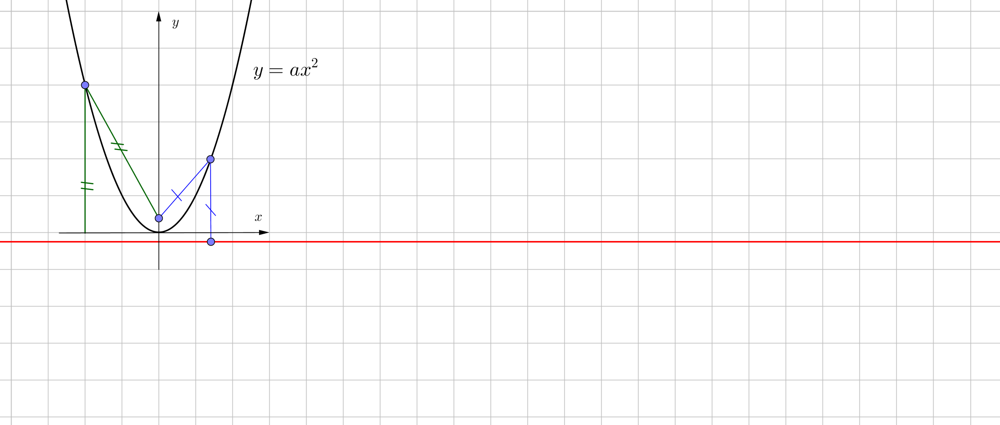 y
y = ax²
x